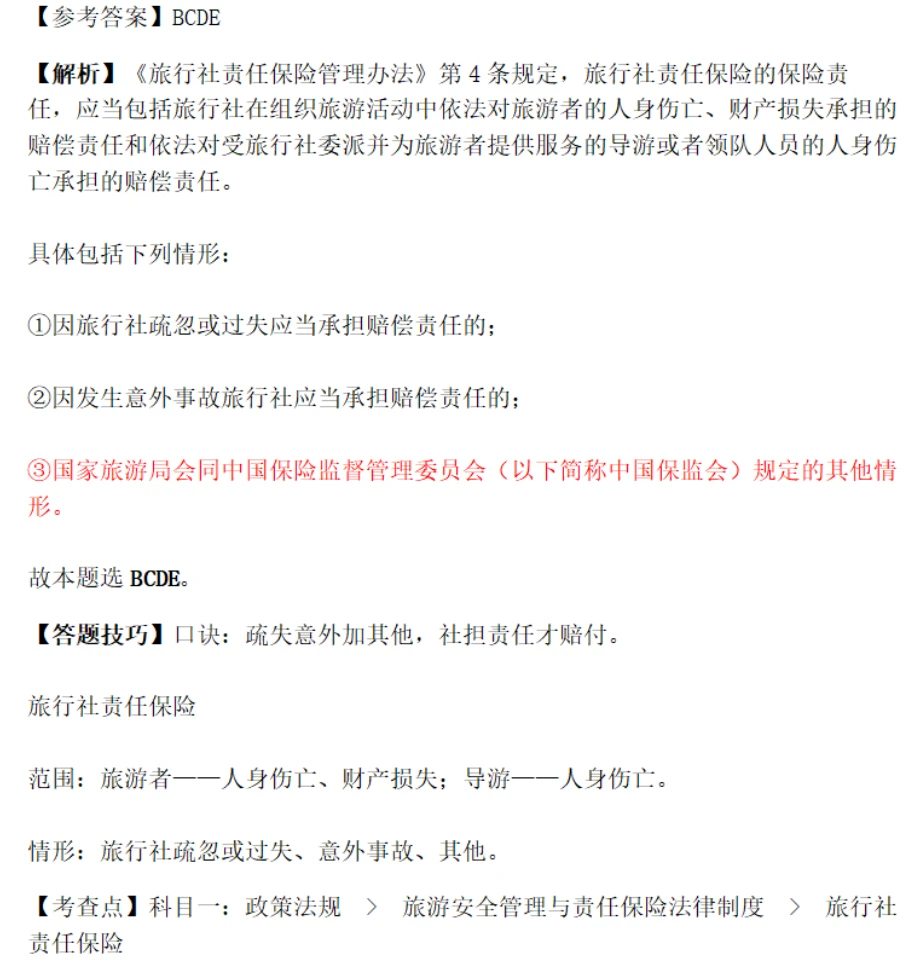 【参考答案】BCDE
【解析】《旅行社责任保险管理办法》第 4 条规定，旅行社责任保险的保险责
任，应当包括旅行社在组织旅游活动中依法对旅游者的人身伤亡、财产损失承担的
赔偿责任和依法对受旅行社委派并为旅游者提供服务的导游或者领队人员的人身伤
亡承担的赔偿责任。
具体包括下列情形：
①因旅行社疏忽或过失应当承担赔偿责任的；
②因发生意外事故旅行社应当承担赔偿责任的；
③国家旅游局会同中国保险监督管理委员会（以下简称中国保监会）规定的其他情
形。
故本题选 BCDE。
【答题技巧】口诀：疏失意外加其他，社担责任才赔付。
旅行社责任保险
范围：旅游者——人身伤亡、财产损失；导游——人身伤亡。
情形：旅行社疏忽或过失、意外事故、其他。
【考查点】科目一：政策法规 > 旅游安全管理与责任保险法律制度 > 旅行社
责任保险